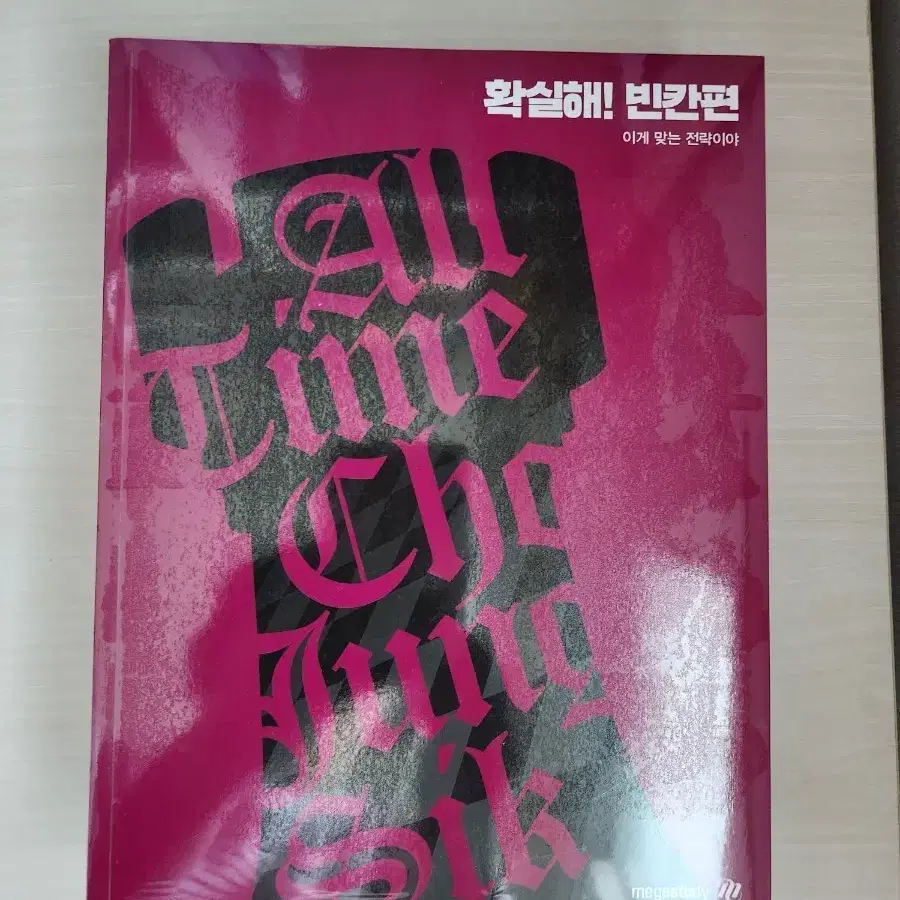 확실해! 빈칸편
이게 맞는 전략이야
All
Time
Cho
Jung
Sik
megastudy m